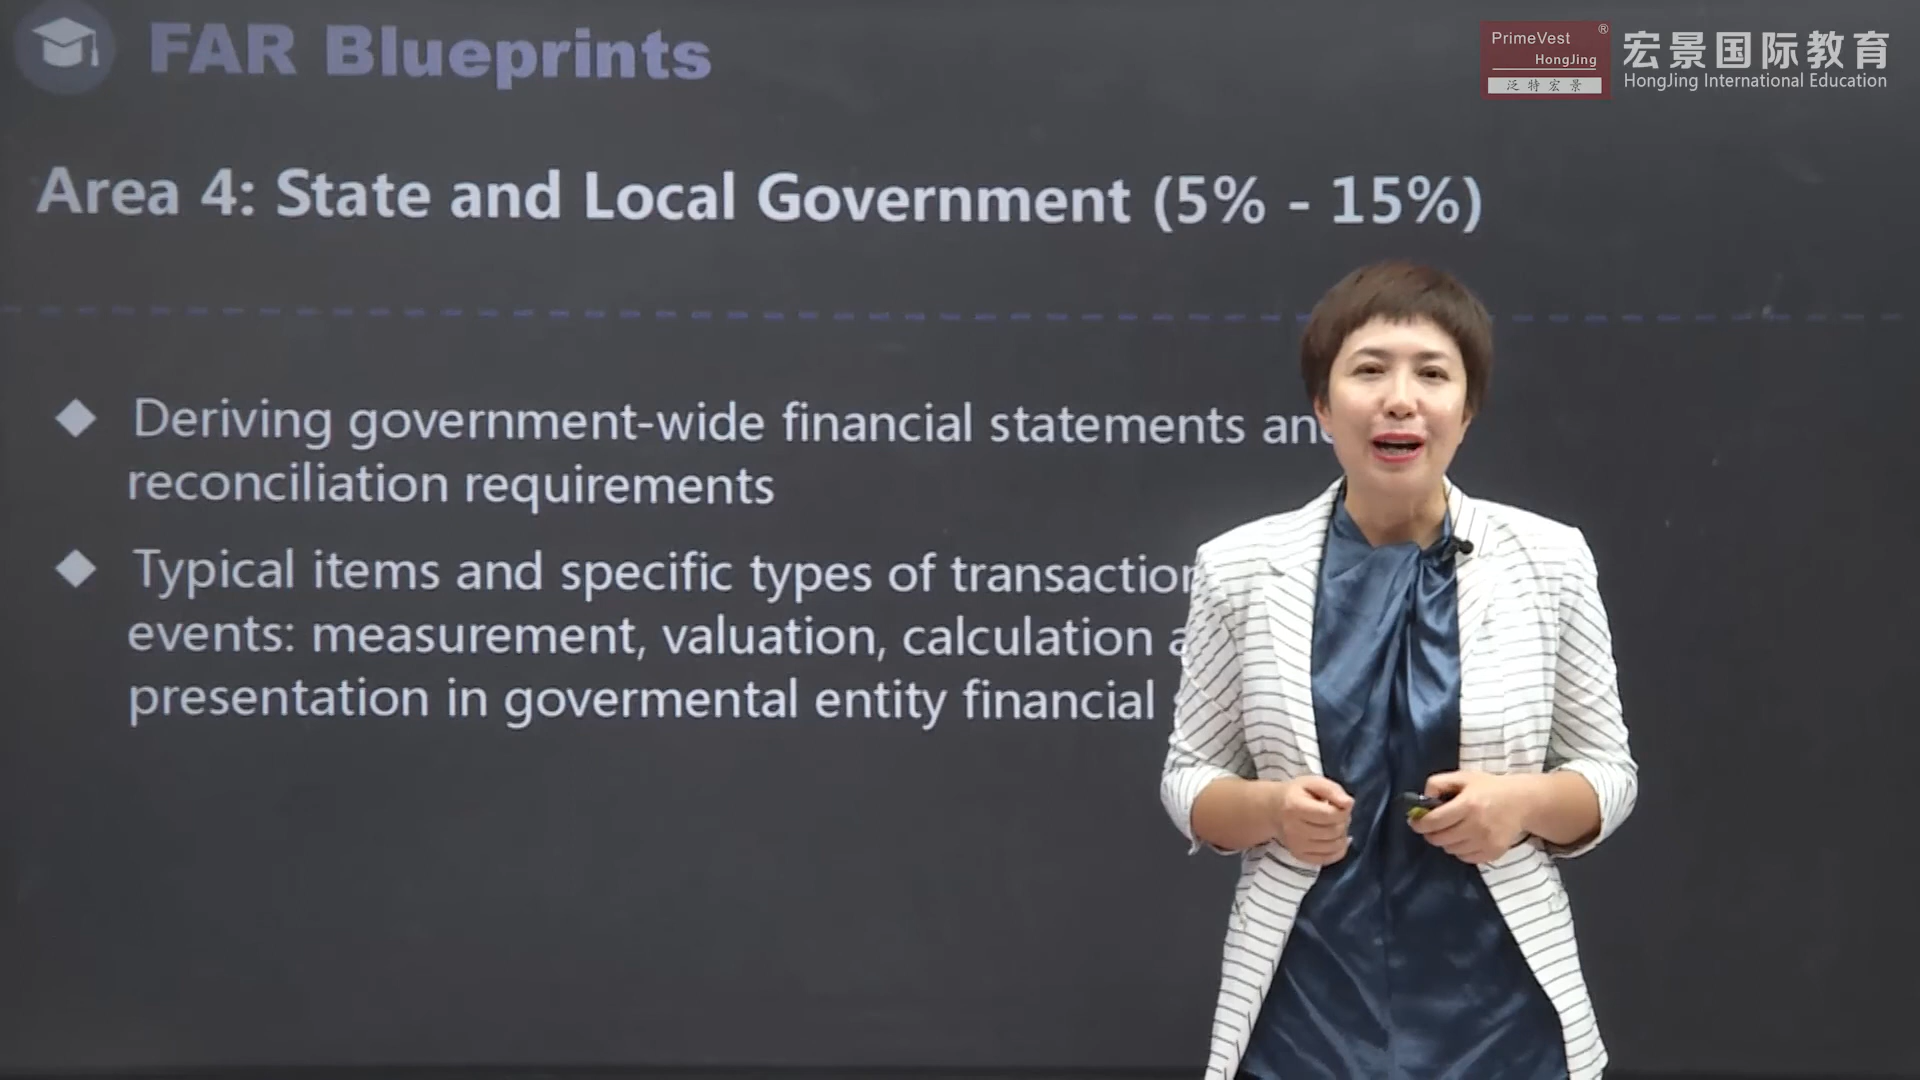 FAR Blueprints
PrimeVest ®
HongJing
泛特宏景
宏景国际教育
HongJing International Education
Area 4: State and Local Government (5% - 15%)
Deriving government-wide financial statements and
reconciliation requirements
Typical items and specific types of transaction
events: measurement, valuation, calculation
presentation in govermental entity financial